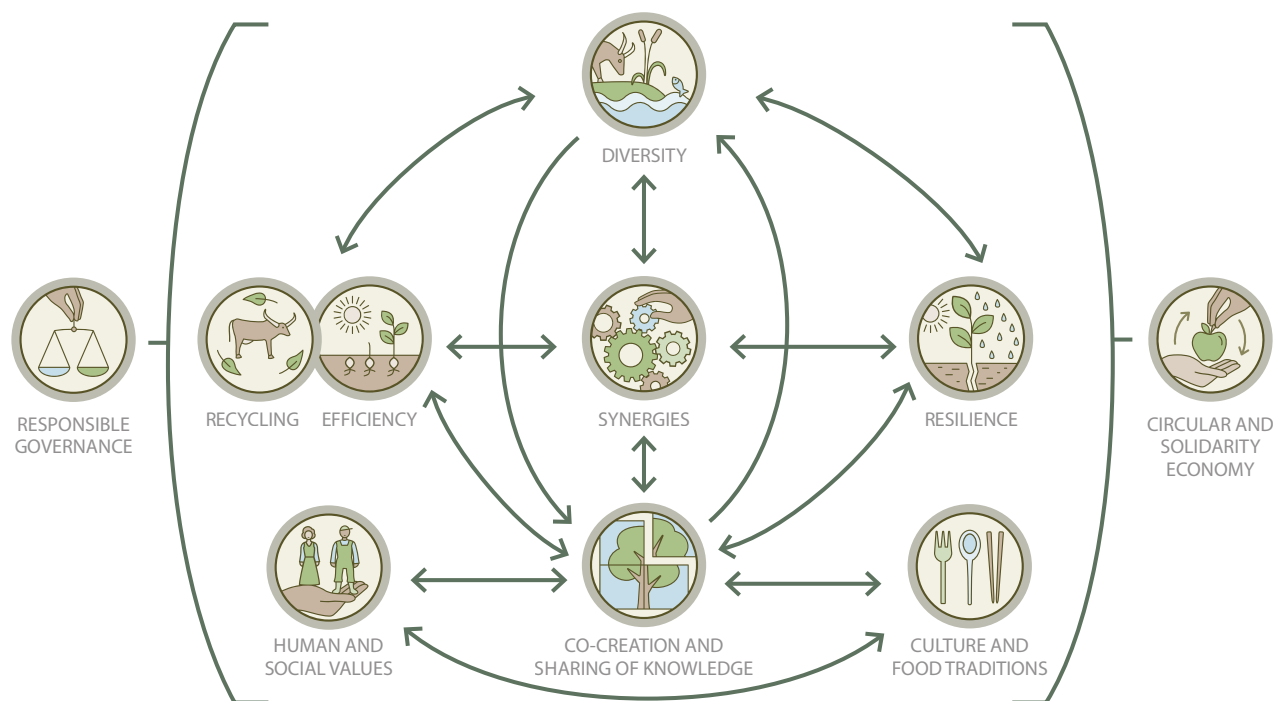 DIVERSITY
RESPONSIBLE
GOVERNANCE
RECYCLING
EFFICIENCY
SYNERGIES
RESILIENCE
CIRCULAR AND
SOLIDARITY
ECONOMY
HUMAN AND
SOCIAL VALUES
CO-CREATION AND
SHARING OF KNOWLEDGE
CULTURE AND
FOOD TRADITIONS